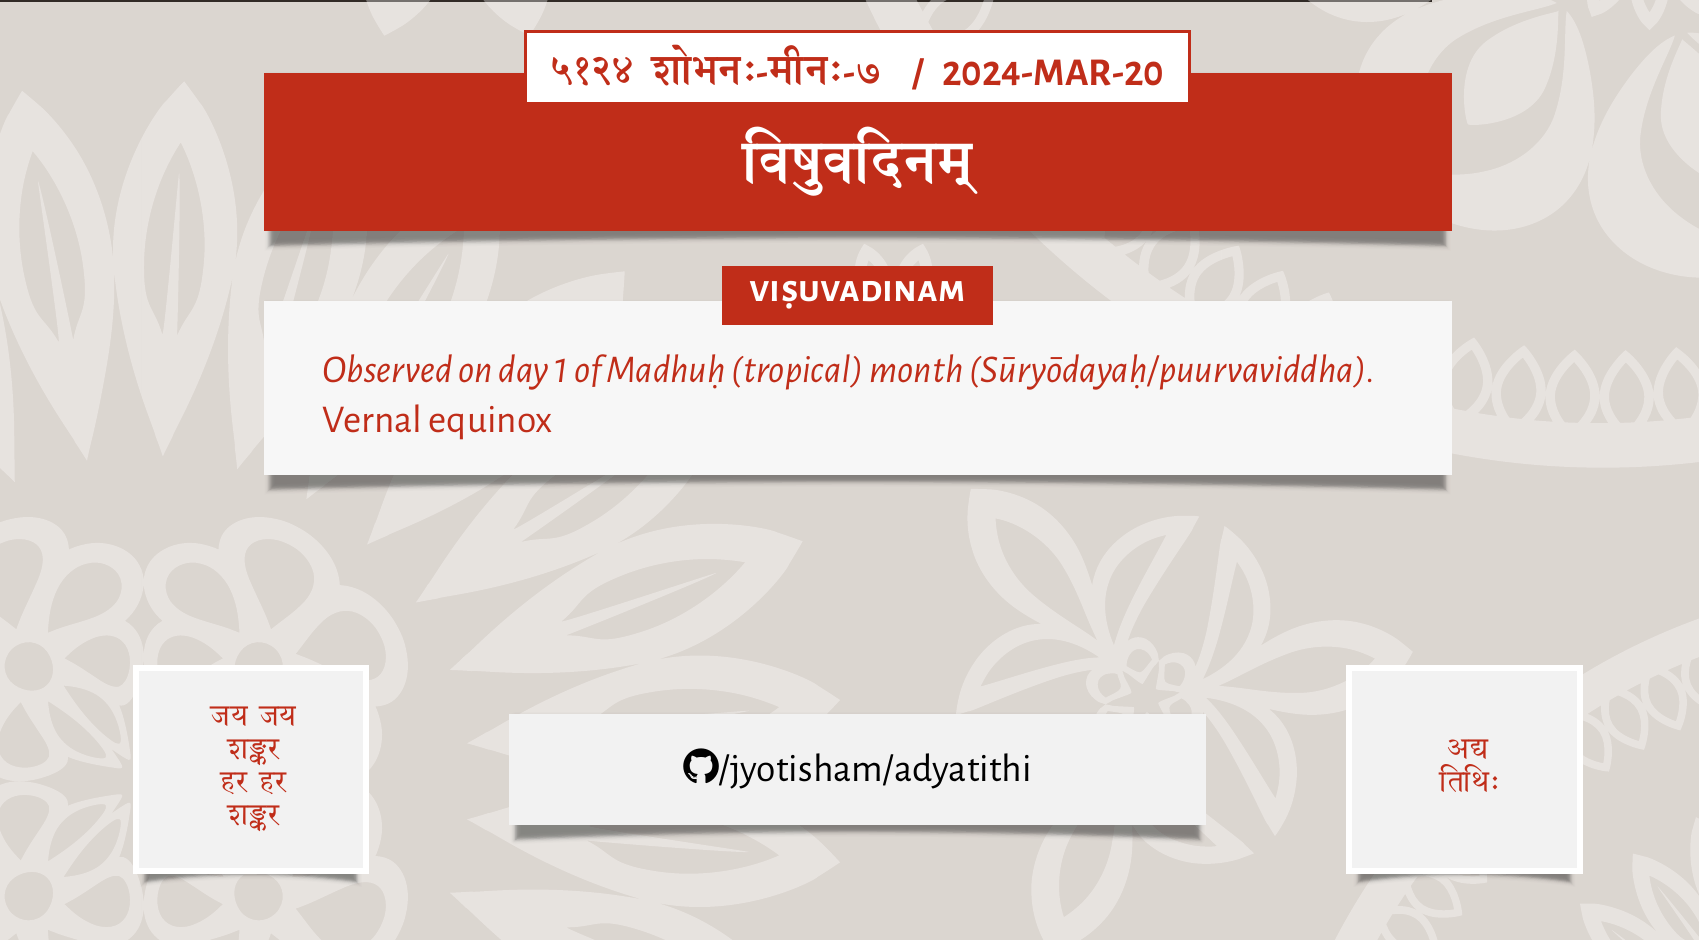 ५१२४ शोभनः-मीनः-७ / 2024-MAR-20
विषुवदिनम्
VIṢUVADINAM
Observed on day 1 of Madhuḥ (tropical) month (Sūryōdayaḥ/puurvaviddha).
Vernal equinox
जय जय
शङ्कर
हर हर
शङ्कर
/jyotisham/adyatithi
अद्य
तिथिः